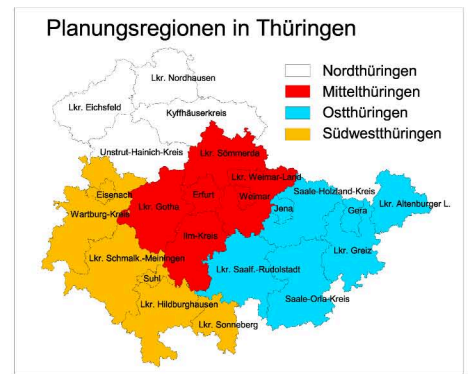 Planungsregionen in Thüringen
Nordthüringen
Mittelthüringen
Ostthüringen
Südwestthüringen
Lkr. Nordhausen
Lkr. Eichsfeld
Kyffhäuserkreis
Unstrut-Hainich-Kreis
Lkr. Sömmerda
Lkr. Weimar-Land
Eisenach
Erfurt
Weimar
Saale-Holzland-Kreis
Wartburg-Kreis
Lkr. Gotha
Jena
Gera
Lkr. Altenburger L.
Ilm-Kreis
Lkr. Greiz
Lkr. Schmalk.-Meiningen
Lkr. Saalf.-Rudolstadt
Suhl
Saale-Orla-Kreis
Lkr. Hildburghausen
Lkr. Sonneberg